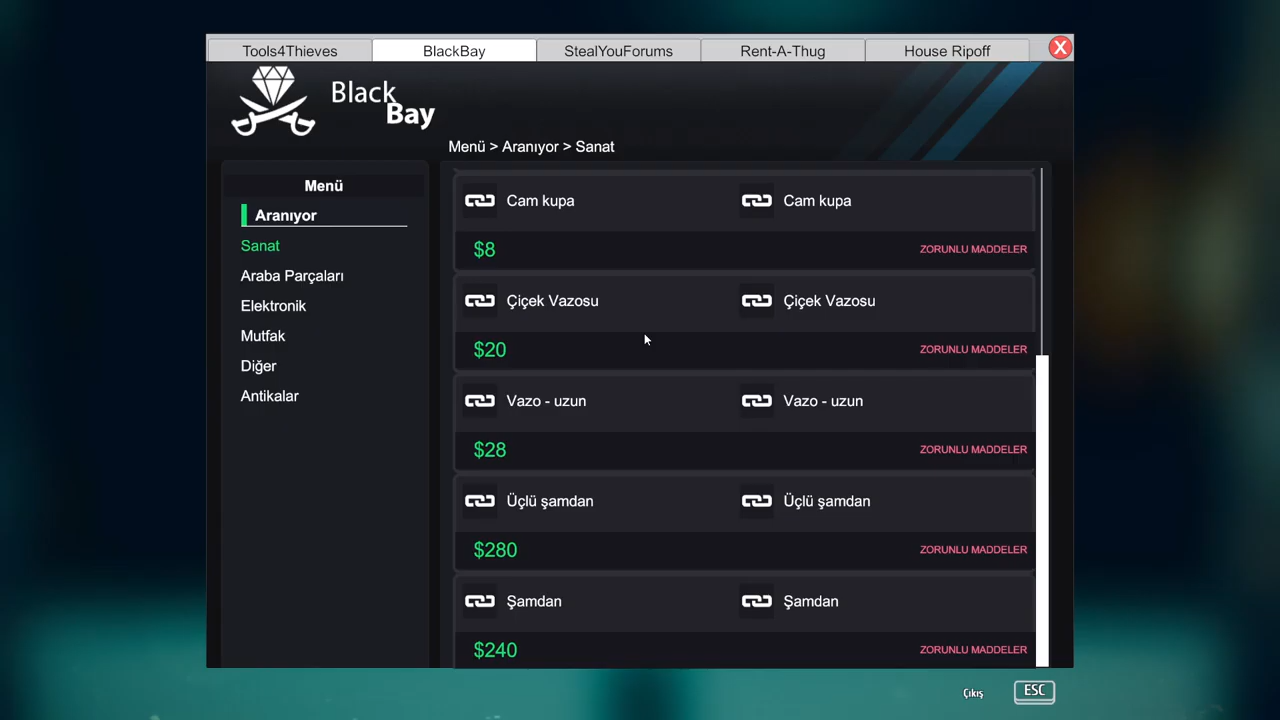 Tools4Thieves
BlackBay
StealYouForums
Rent-A-Thug
House Ripoff
X
Black
Bay
Menü > Aranıyor > Sanat
Menü
Aranıyor
Sanat
Araba Parçaları
Elektronik
Mutfak
Diğer
Antikalar
Cam kupa Cam kupa
$8 ZORUNLU MADDELER
Çiçek Vazosu Çiçek Vazosu
$20 ZORUNLU MADDELER
Vazo - uzun Vazo - uzun
$28 ZORUNLU MADDELER
Üçlü şamdan Üçlü şamdan
$280 ZORUNLU MADDELER
Şamdan Şamdan
$240 ZORUNLU MADDELER
Çıkış ESC